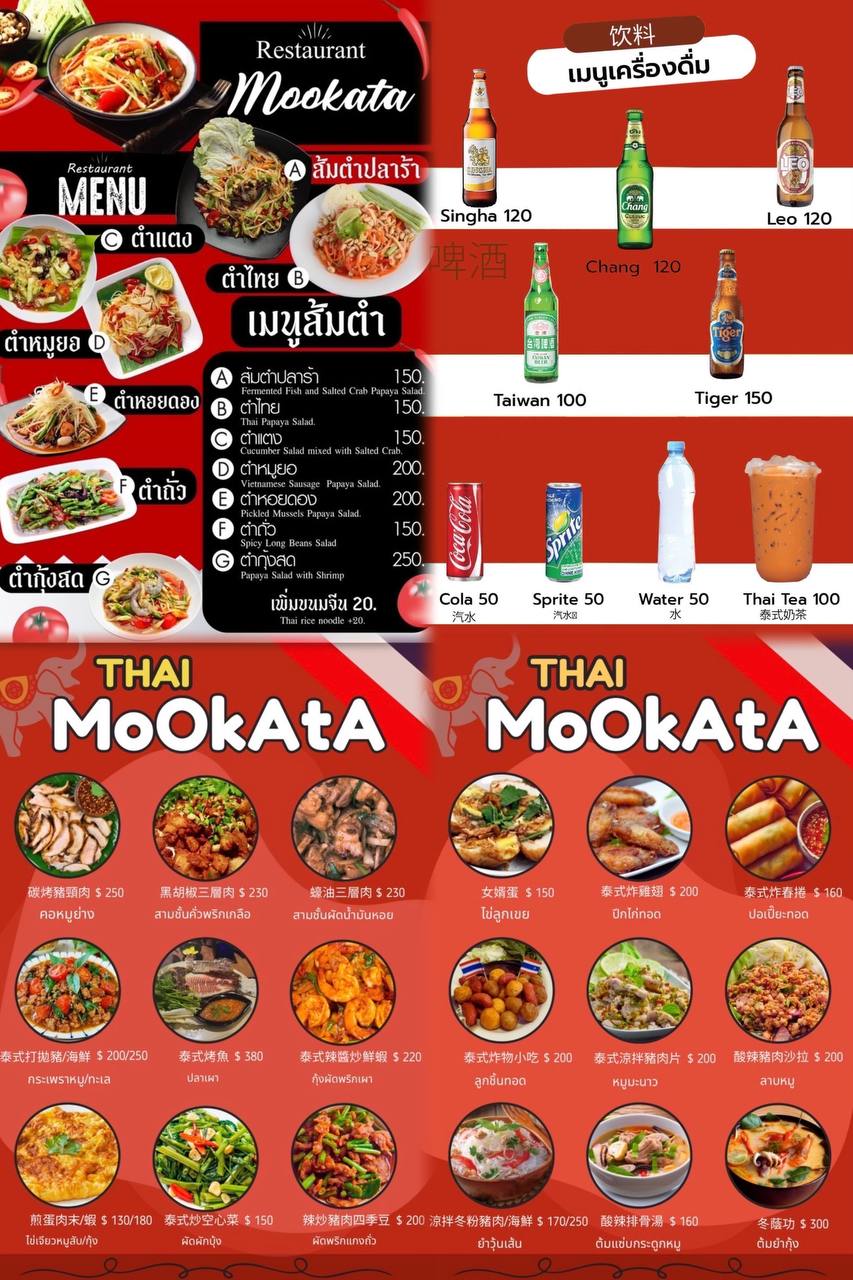 Restaurant
Mookata
Restaurant
MENU
A ส้มตำปลาร้า
C ตำแตง
ตำไทย B
ตำหมูยอ D
E ตำหอยดอง
F ตำถั่ว
ตำกุ้งสด G
เมนูส้มตำ
A ส้มตำปลาร้า 150.
Fermented Fish and Salted Crab Papaya Salad.
B ตำไทย 150.
Thai Papaya Salad.
C ตำแตง 150.
Cucumber Salad mixed with Salted Crab.
D ตำหมูยอ 200.
Vietnamese Sausage Papaya Salad.
E ตำหอยดอง 200.
Pickled Mussels Papaya Salad.
F ตำถั่ว 150.
Spicy Long Beans Salad
G ตำกุ้งสด 250.
Papaya Salad with Shrimp
เพิ่มขนมจีน 20.
Thai rice noodle +20.
饮料
เมนูเครื่องดื่ม
LEO
Chang
Singha 120
Leo 120
啤酒
Chang 120
台湾啤酒
TAIWAN BEER
Tiger
Taiwan 100
Tiger 150
Coca-Cola
Sprite
Cola 50
汽水
Sprite 50
汽水
Water 50
水
Thai Tea 100
泰式奶茶
THAI
MoOkAtA
碳烤豬頸肉 $ 250
คอหมูย่าง
黑胡椒三層肉 $ 230
สามชั้นคั่วพริกเกลือ
蠔油三層肉 $ 230
สามชั้นผัดน้ำมันหอย
泰式打拋豬/海鮮 $ 200/250
กระเพราหมู/ทะเล
泰式烤魚 $ 380
ปลาเผา
泰式辣醬炒鮮蝦 $ 220
กุ้งผัดพริกเผา
煎蛋肉末/蝦 $ 130/180
ไข่เจียวหมูสับ/กุ้ง
泰式炒空心菜 $ 150
ผัดผักบุ้ง
辣炒豬肉四季豆 $ 200
ผัดพริกแกงถั่ว
THAI
MoOkAtA
女婿蛋 $ 150
ไข่ลูกเขย
泰式炸雞翅 $ 200
ปีกไก่ทอด
泰式炸春捲 $ 160
ปอเปี๊ยะทอด
泰式炸物小吃 $ 200
ลูกชิ้นทอด
泰式涼拌豬肉片 $ 200
หมูมะนาว
酸辣豬肉沙拉 $ 200
ลาบหมู
涼拌冬粉豬肉/海鮮 $ 170/250
ยำวุ้นเส้น
酸辣排骨湯 $ 160
ต้มแซ่บกระดูกหมู
冬蔭功 $ 300
ต้มยำกุ้ง